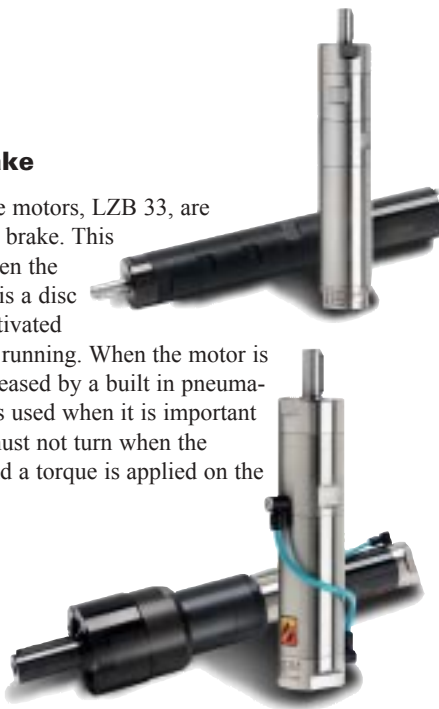 ake
e motors, LZB 33, are
brake. This
en the
is a disc
tivated
running. When the motor is
eased by a built in pneuma-
s used when it is important
nust not turn when the
d a torque is applied on the